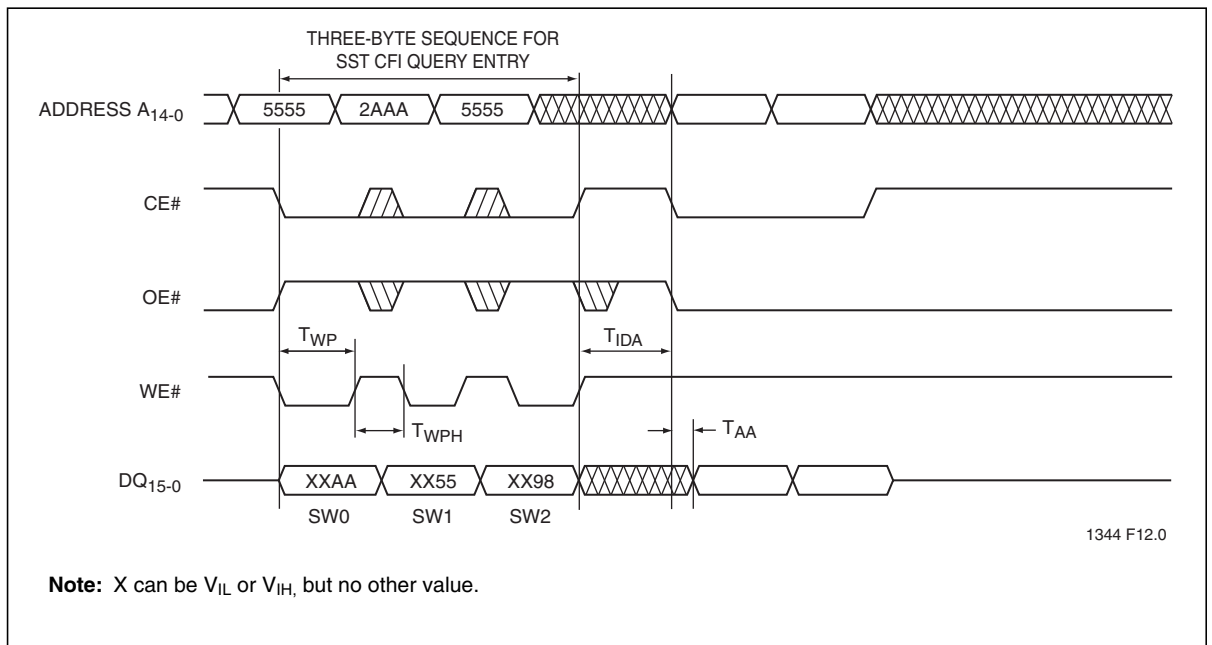 THREE-BYTE SEQUENCE FOR
SST CFI QUERY ENTRY
ADDRESS A14-0
5555 2AAA 5555
CE#
OE#
TWP TIDA
WE#
TWPH TAA
DQ15-0
XXAA XX55 XX98
SW0 SW1 SW2
1344 F12.0
Note: X can be VIL or VIH, but no other value.